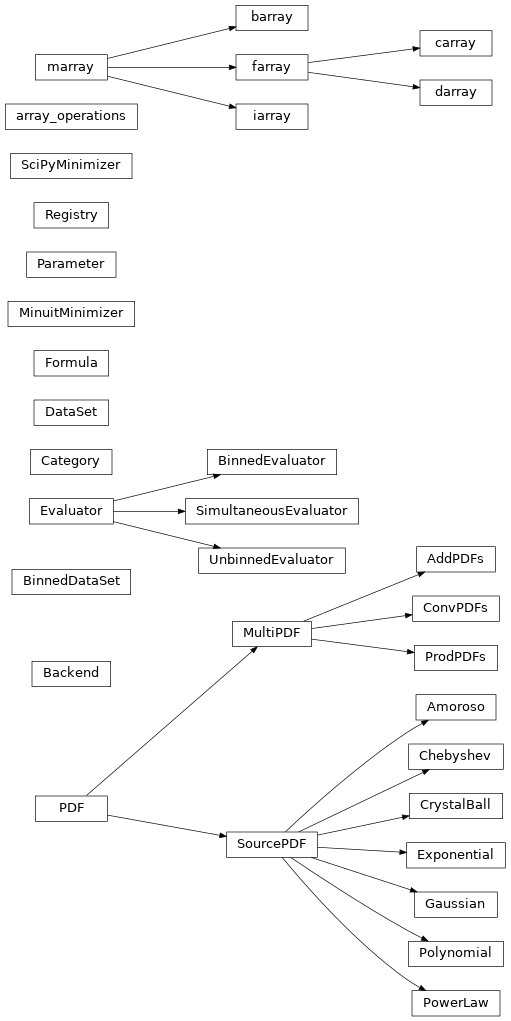 barray
carray
marray
farray
darray
array_operations
iarray
SciPyMinimizer
Registry
Parameter
MinuitMinimizer
Formula
DataSet
Category
BinnedEvaluator
Evaluator
SimultaneousEvaluator
UnbinnedEvaluator
AddPDFs
BinnedDataSet
ConvPDFs
MultiPDF
ProdPDFs
Backend
Amoroso
Chebyshev
PDF
CrystalBall
SourcePDF
Exponential
Gaussian
Polynomial
PowerLaw